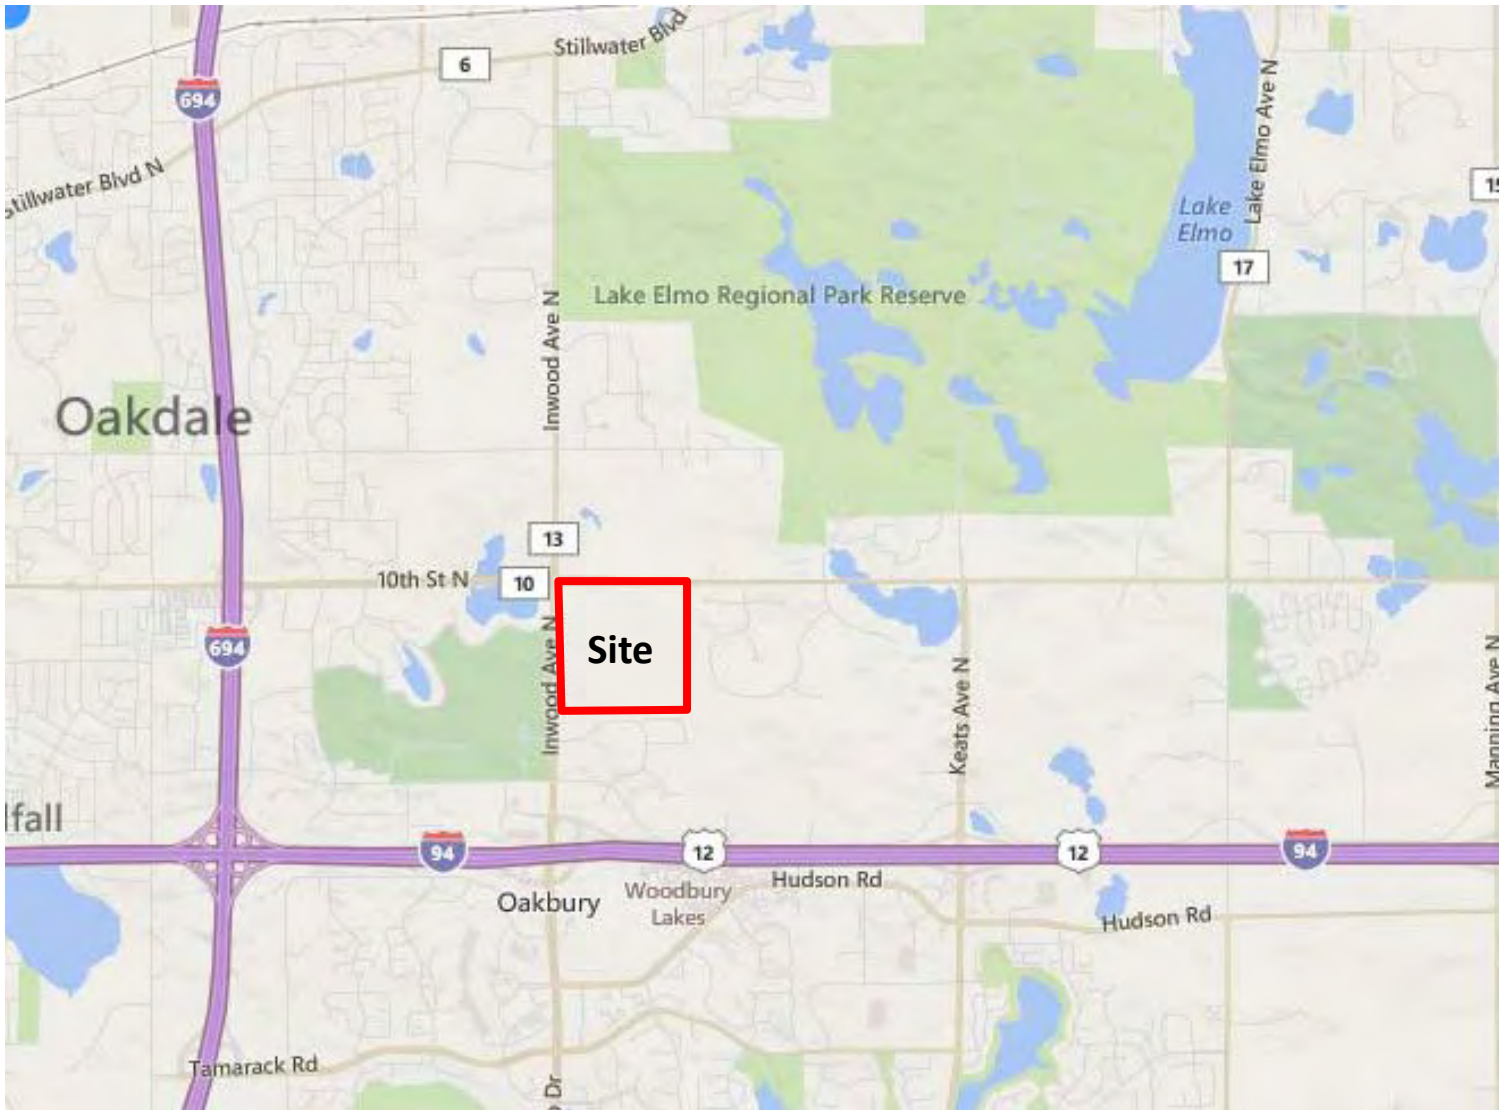 Stillwater Blvd
6
694
Lake Elmo Ave N
Stillwater Blvd N
15
Lake
Elmo
17
Lake Elmo Regional Park Reserve
Inwood Ave N
Oakdale
13
10th St N
10
Site
694
Inwood Ave N
Keats Ave N
Manning Ave N
lfall
94
12
12
94
Hudson Rd
Oakbury
Woodbury
Lakes
Hudson Rd
Tamarack Rd
Dr